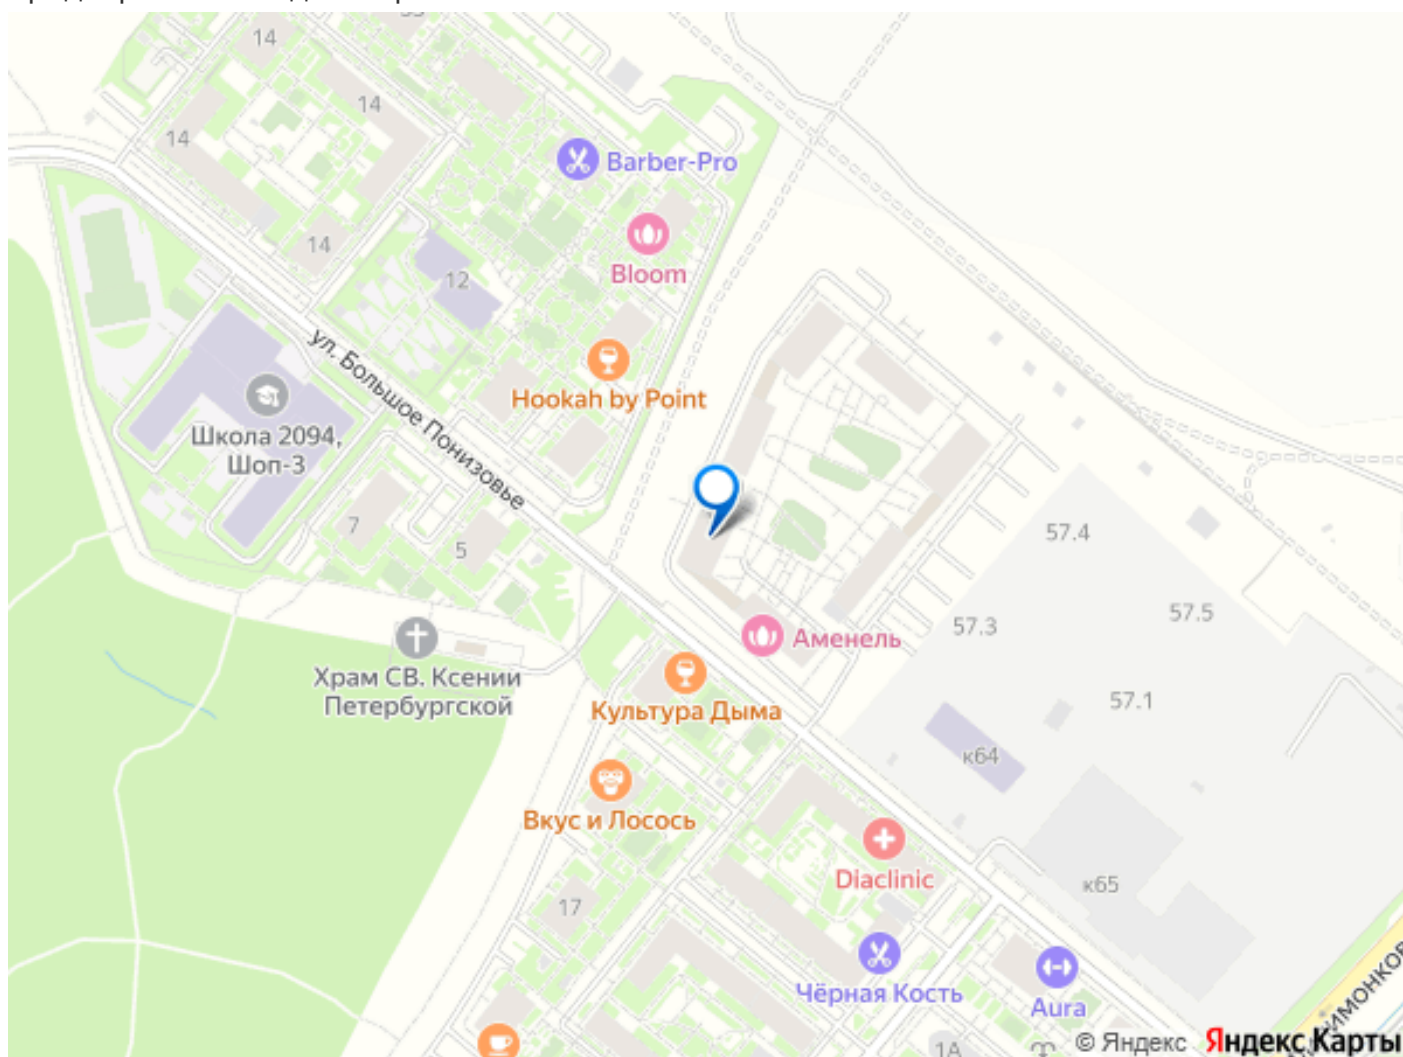 14
14
14
14
Barber-Pro
Bloom
12
ул. Большое Понизовье
Hookah by Point
Школа 2094,
Шоп-3
7
5
57.4
57.5
57.3
Аменель
Храм СВ. Ксении
Петербургской
Культура Дыма
57.1
к64
Вкус и Лосось
Diaclinic
к65
17
Чёрная Кость
Aura
1А
© Яндекс Яндекс Карты